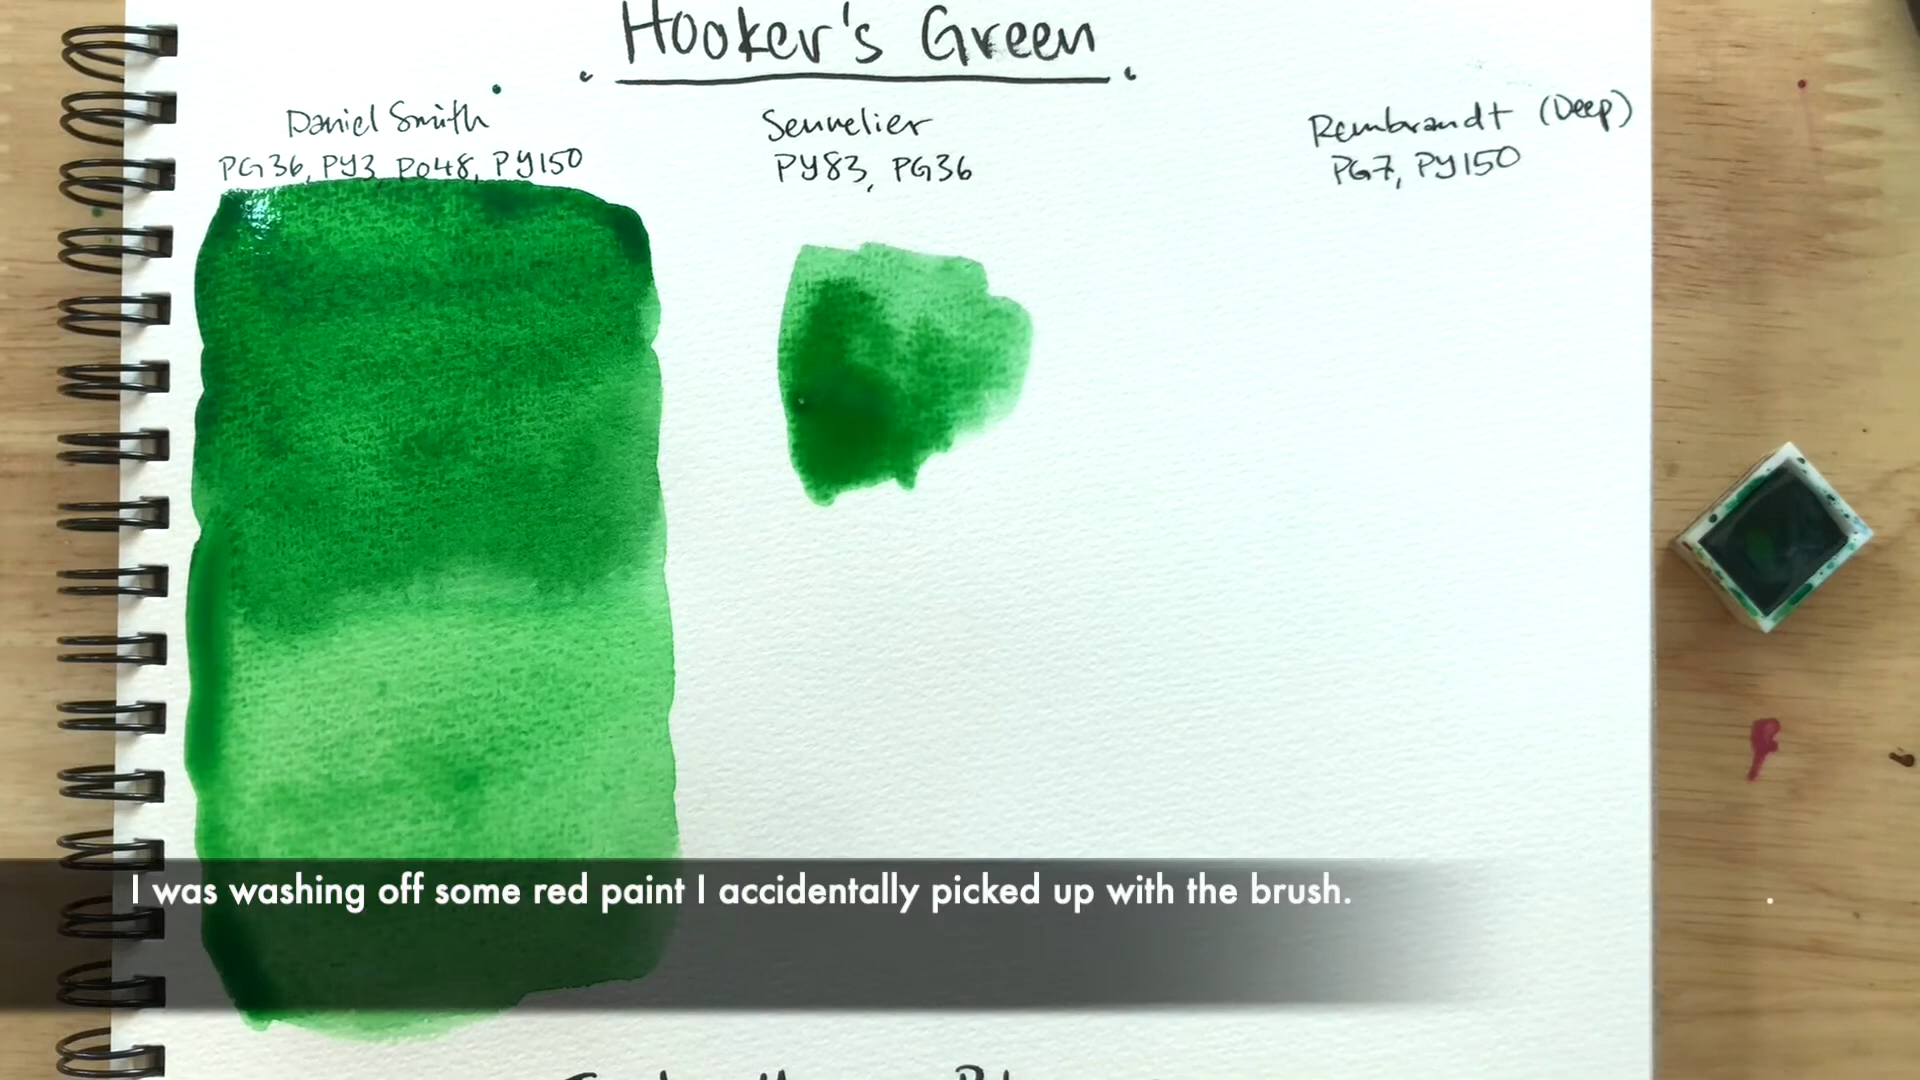 Hooker's Green
Daniel Smith
PG36, PY3, PO48, PY150
Sennelier
PY83, PG36
Rembrandt (Deep)
PG7, PY150
I was washing off some red paint I accidentally picked up with the brush.